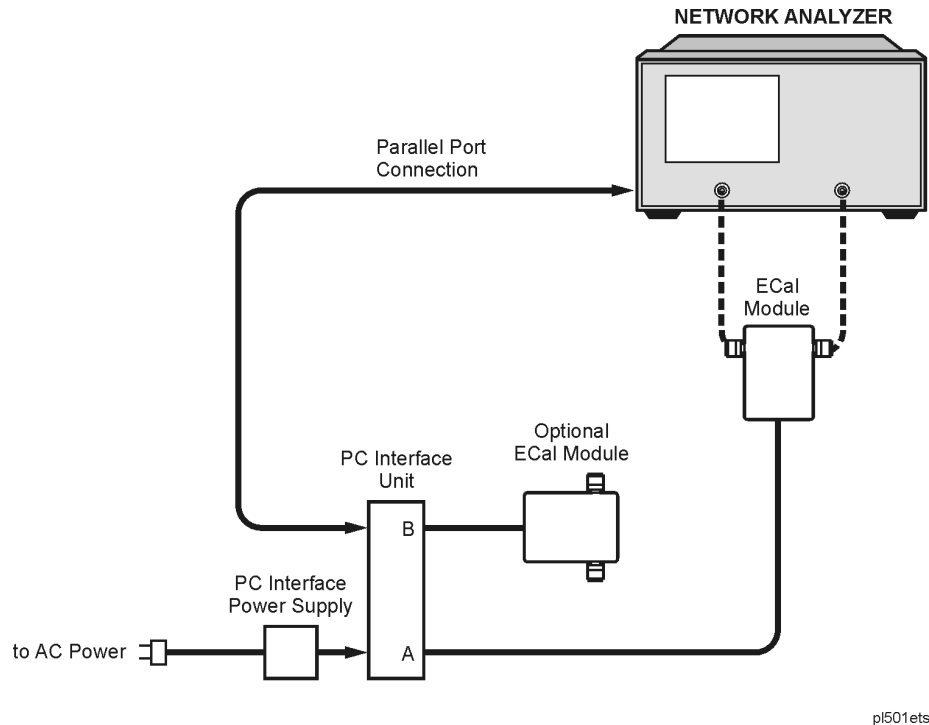 NETWORK ANALYZER
Parallel Port
Connection
ECal
Module
Optional
ECal Module
PC Interface
Unit
B
PC Interface
Power Supply
to AC Power
A
pl501ets